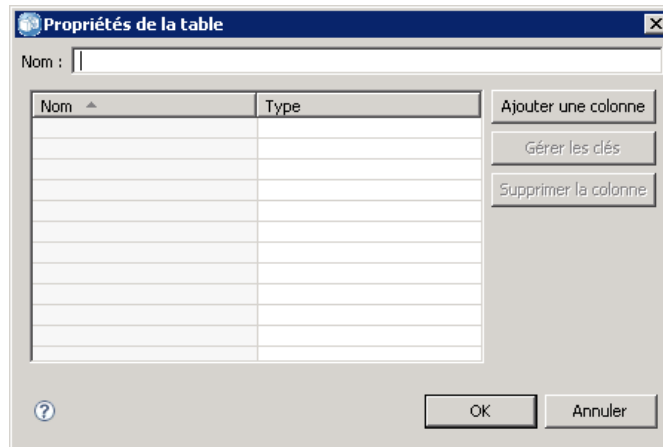 Propriétés de la table
Nom :
Nom Type
Ajouter une colonne
Gérer les clés
Supprimer la colonne
? OK Annuler